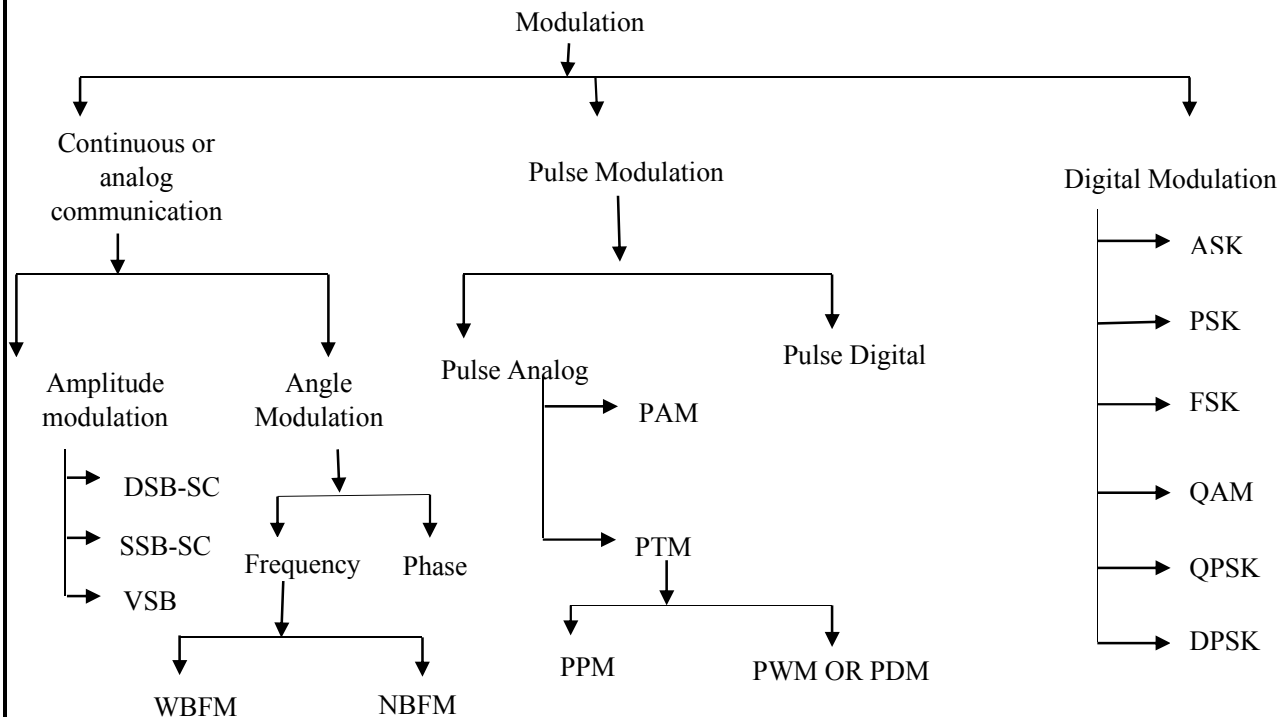 Modulation
Continuous or
analog
communication
Pulse Modulation
Digital Modulation
Amplitude
modulation
DSB-SC
SSB-SC
VSB
Angle
Modulation
Frequency
Phase
WBFM
NBFM
Pulse Analog
Pulse Digital
PAM
PTM
PPM
PWM OR PDM
ASK
PSK
FSK
QAM
QPSK
DPSK